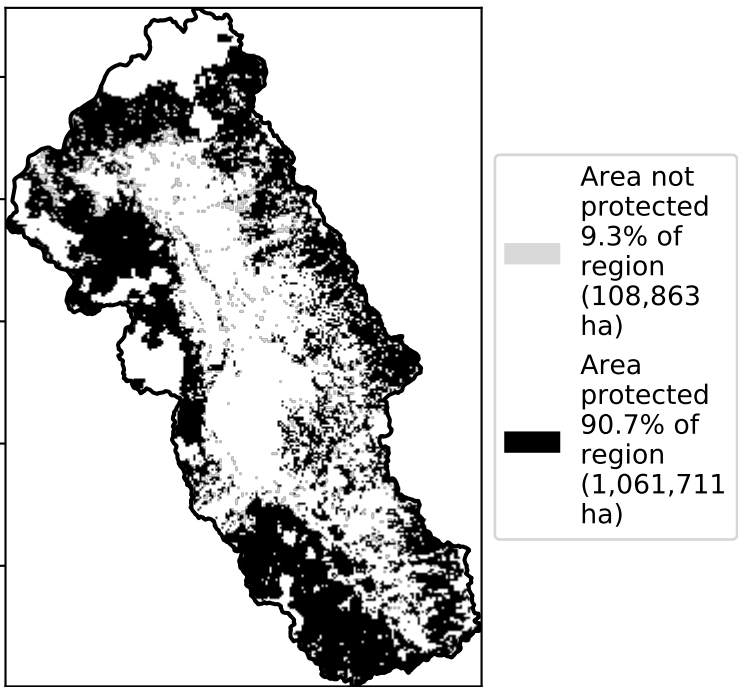 Area not
protected
9.3% of
region
(108,863
ha)
Area
protected
90.7% of
region
(1,061,711
ha)